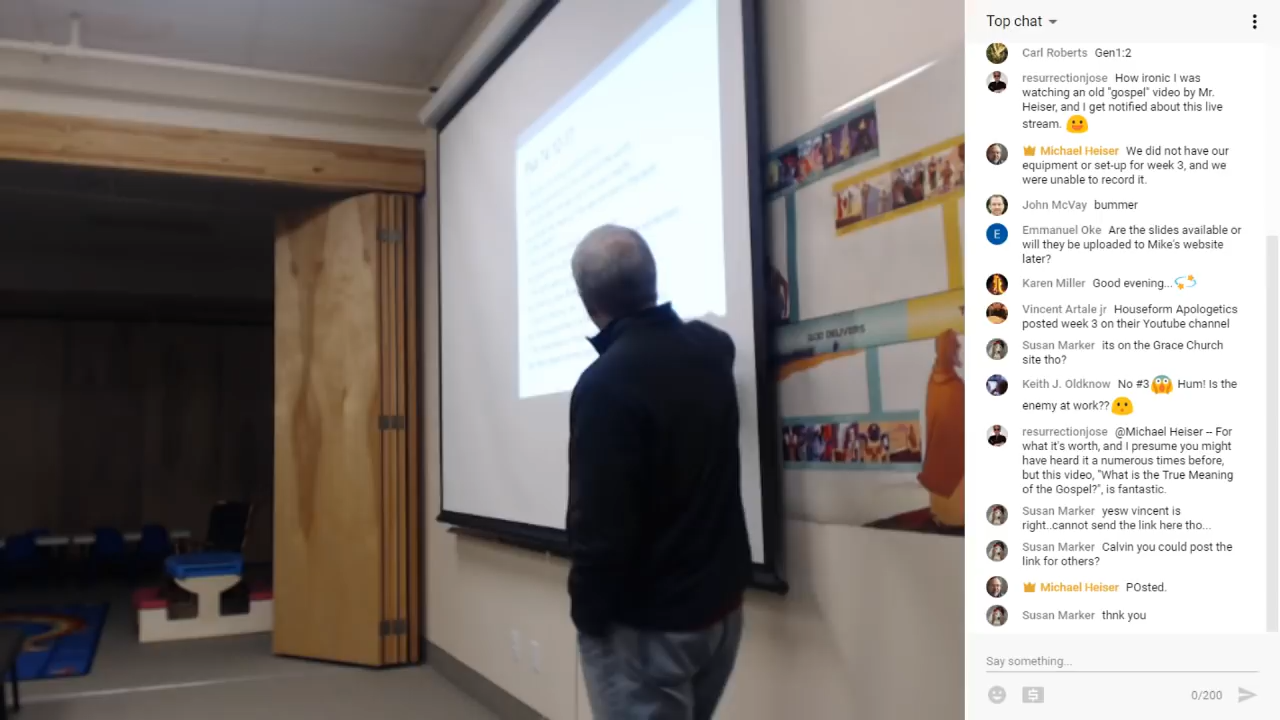 Top chat
Carl Roberts Gen1:2
resurrectionjose How ironic I was
watching an old "gospel" video by Mr.
Heiser, and I get notified about this live
stream.
Michael Heiser We did not have our
equipment or set-up for week 3, and we
were unable to record it.
John McVay bummer
E
Emmanuel Oke Are the slides available or
will they be uploaded to Mike's website
later?
Karen Miller Good evening...
Vincent Artale jr Houseform Apologetics
posted week 3 on their Youtube channel
Susan Marker its on the Grace Church
site tho?
Keith J. Oldknow No #3 Hum! Is the
enemy at work??
resurrectionjose @Michael Heiser -- For
what it's worth, and I presume you might
have heard it a numerous times before,
but this video, "What is the True Meaning
of the Gospel?", is fantastic.
Susan Marker yesw vincent is
right..cannot send the link here tho...
Susan Marker Calvin you could post the
link for others?
Michael Heiser POsted.
Susan Marker thnk you
Say something...
0/200
GOD DELIVERS